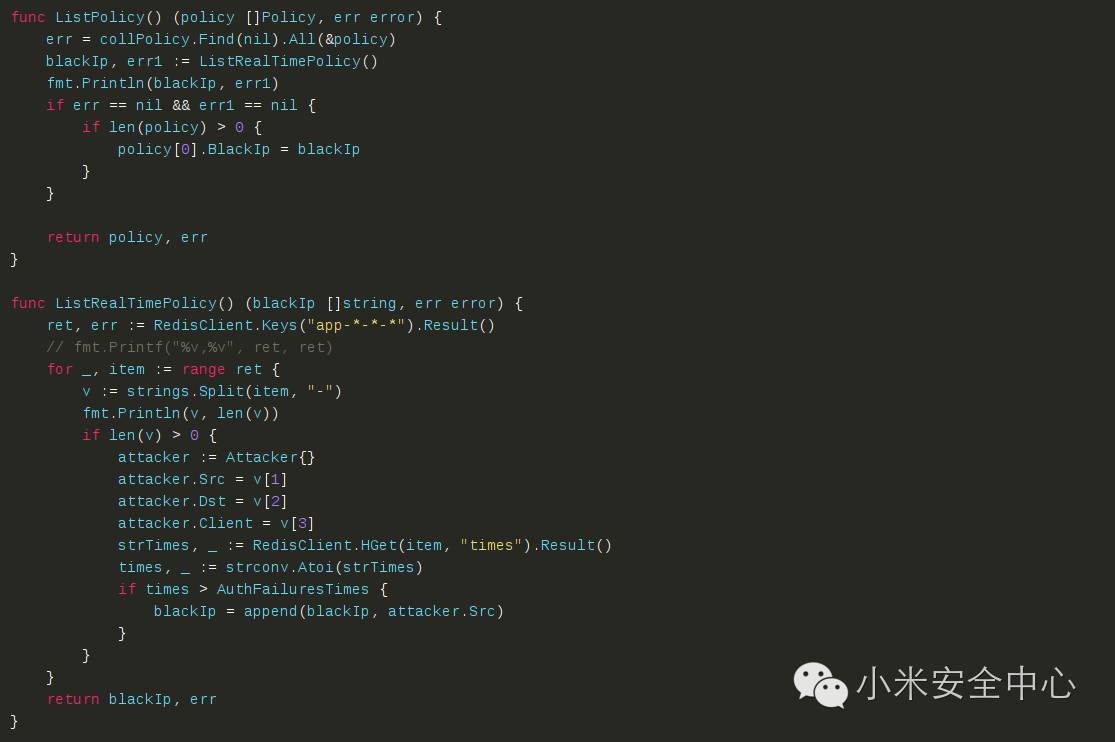 func ListPolicy() (policy []Policy, err error) {
    err = collPolicy.Find(nil).All(&policy)
    blackIp, err1 := ListRealTimePolicy()
    fmt.Println(blackIp, err1)
    if err == nil && err1 == nil {
        if len(policy) > 0 {
            policy[0].BlackIp = blackIp
        }
    }

    return policy, err
}

func ListRealTimePolicy() (blackIp []string, err error) {
    ret, err := RedisClient.Keys("app-*-*-*").Result()
    // fmt.Printf("%v,%v", ret, ret)
    for _, item := range ret {
        v := strings.Split(item, "-")
        fmt.Println(v, len(v))
        if len(v) > 0 {
            attacker := Attacker{}
            attacker.Src = v[1]
            attacker.Dst = v[2]
            attacker.Client = v[3]
            strTimes, _ := RedisClient.HGet(item, "times").Result()
            times, _ := strconv.Atoi(strTimes)
            if times > AuthFailuresTimes {
                blackIp = append(blackIp, attacker.Src)
            }
        }
    }
    return blackIp, err
}
小米安全中心